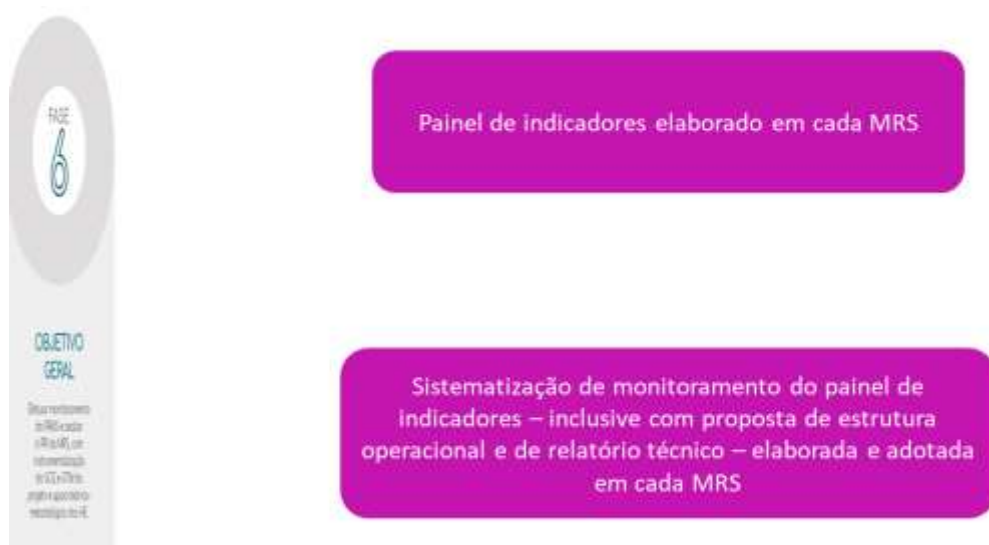 FASE
6
OBJETIVO
GERAL
Painel de indicadores elaborado em cada MRS
Sistematização de monitoramento do painel de
indicadores – inclusive com proposta de estrutura
operacional e de relatório técnico – elaborada e adotada
em cada MRS